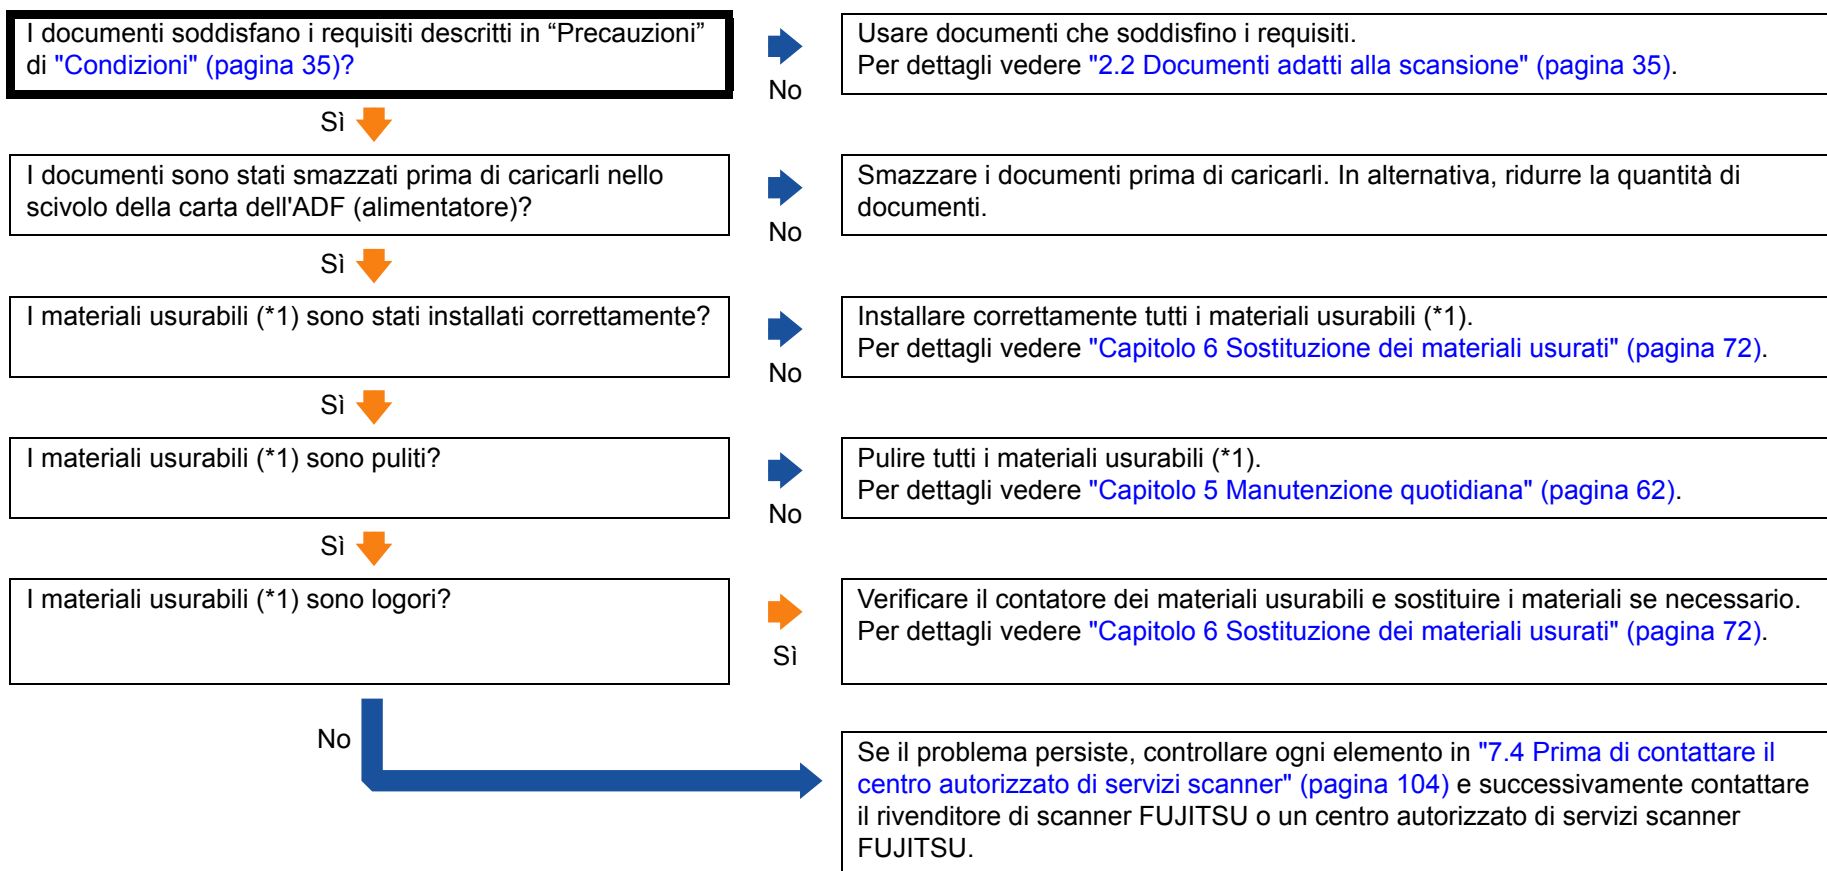 I documenti soddisfano i requisiti descritti in “Precauzioni”
di "Condizioni" (pagina 35)?
No
Usare documenti che soddisfino i requisiti.
Per dettagli vedere "2.2 Documenti adatti alla scansione" (pagina 35).
Sì
I documenti sono stati smazzati prima di caricarli nello
scivolo della carta dell'ADF (alimentatore)?
No
Smazzare i documenti prima di caricarli. In alternativa, ridurre la quantità di
documenti.
Sì
I materiali usurabili (*1) sono stati installati correttamente?
No
Installare correttamente tutti i materiali usurabili (*1).
Per dettagli vedere "Capitolo 6 Sostituzione dei materiali usurati" (pagina 72).
Sì
I materiali usurabili (*1) sono puliti?
No
Pulire tutti i materiali usurabili (*1).
Per dettagli vedere "Capitolo 5 Manutenzione quotidiana" (pagina 62).
Sì
I materiali usurabili (*1) sono logori?
Sì
Verificare il contatore dei materiali usurabili e sostituire i materiali se necessario.
Per dettagli vedere "Capitolo 6 Sostituzione dei materiali usurati" (pagina 72).
No
Se il problema persiste, controllare ogni elemento in "7.4 Prima di contattare il
centro autorizzato di servizi scanner" (pagina 104) e successivamente contattare
il rivenditore di scanner FUJITSU o un centro autorizzato di servizi scanner
FUJITSU.